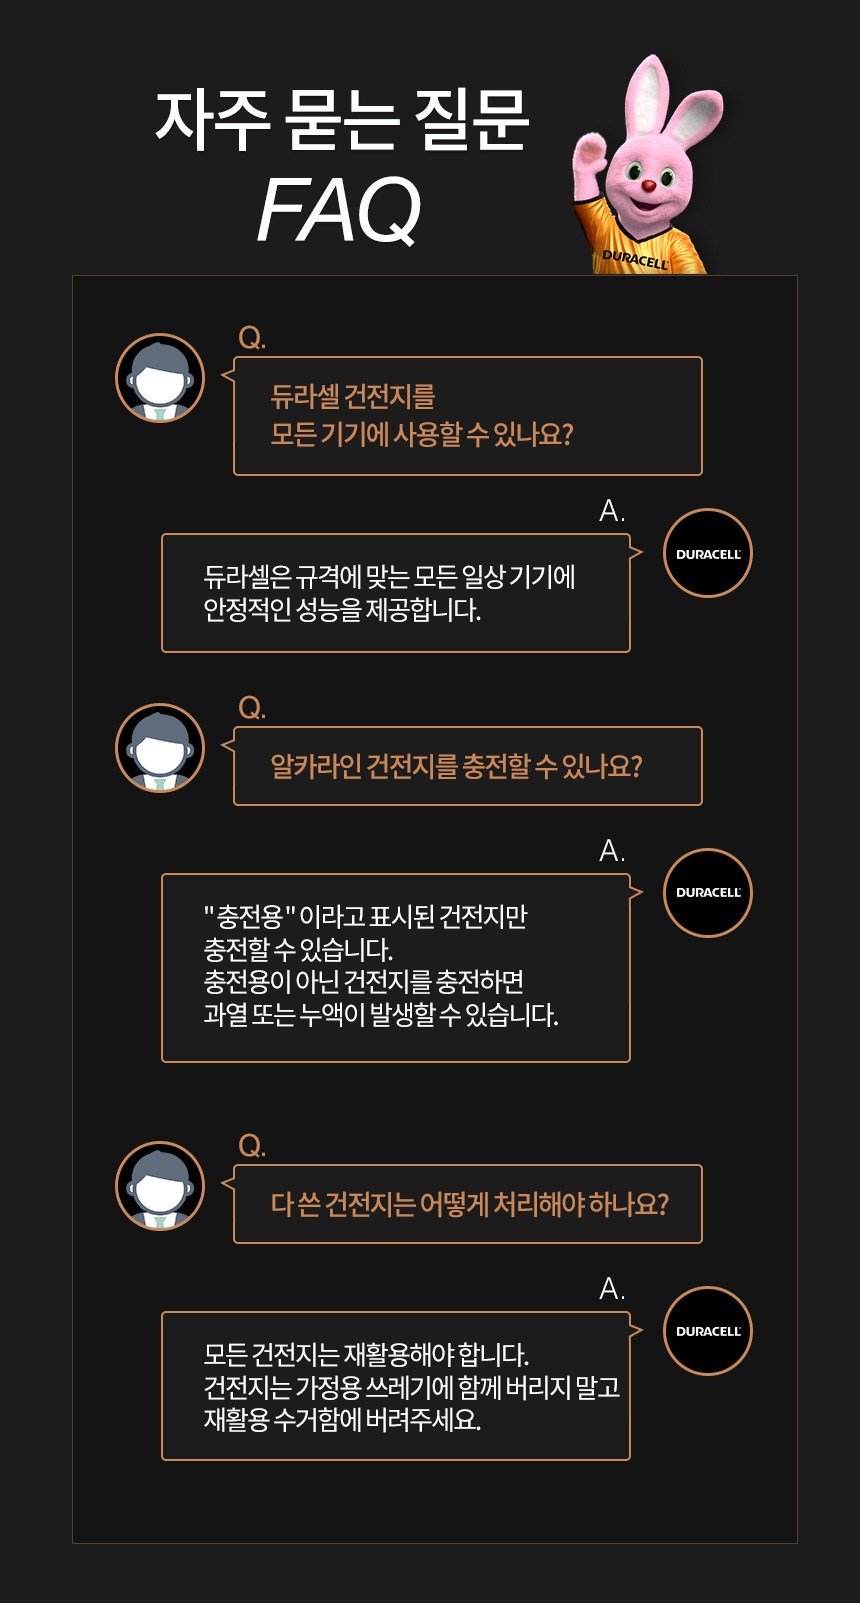 자주 묻는 질문
FAQ
DURACELL
Q.
듀라셀 건전지를
모든 기기에 사용할 수 있나요?
A.
DURACELL
듀라셀은 규격에 맞는 모든 일상 기기에
안정적인 성능을 제공합니다.
Q.
알카라인 건전지를 충전할 수 있나요?
A.
DURACELL
"충전용"이라고 표시된 건전지만
충전할 수 있습니다.
충전용이 아닌 건전지를 충전하면
과열 또는 누액이 발생할 수 있습니다.
Q.
다 쓴 건전지는 어떻게 처리해야 하나요?
A.
DURACELL
모든 건전지는 재활용해야 합니다.
건전지는 가정용 쓰레기에 함께 버리지 말고
재활용 수거함에 버려주세요.